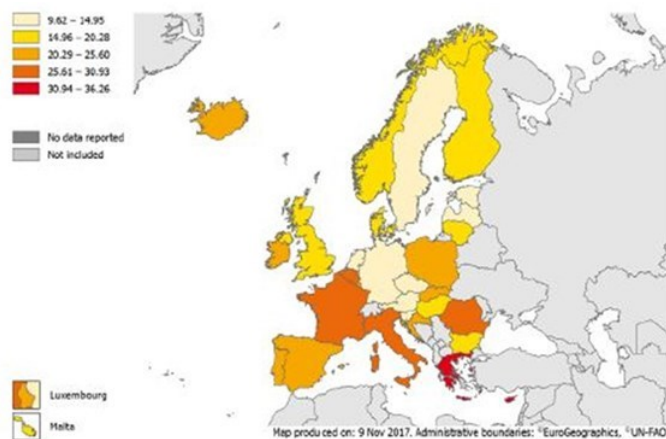 9.62 – 14.95
14.96 – 20.28
20.29 – 25.60
25.61 – 30.93
30.94 – 36.26
No data reported
Not included
Luxembourg
Malta
Map produced on: 9 Nov 2017. Administrative boundaries: ©EuroGeographics, ©UN-FAO